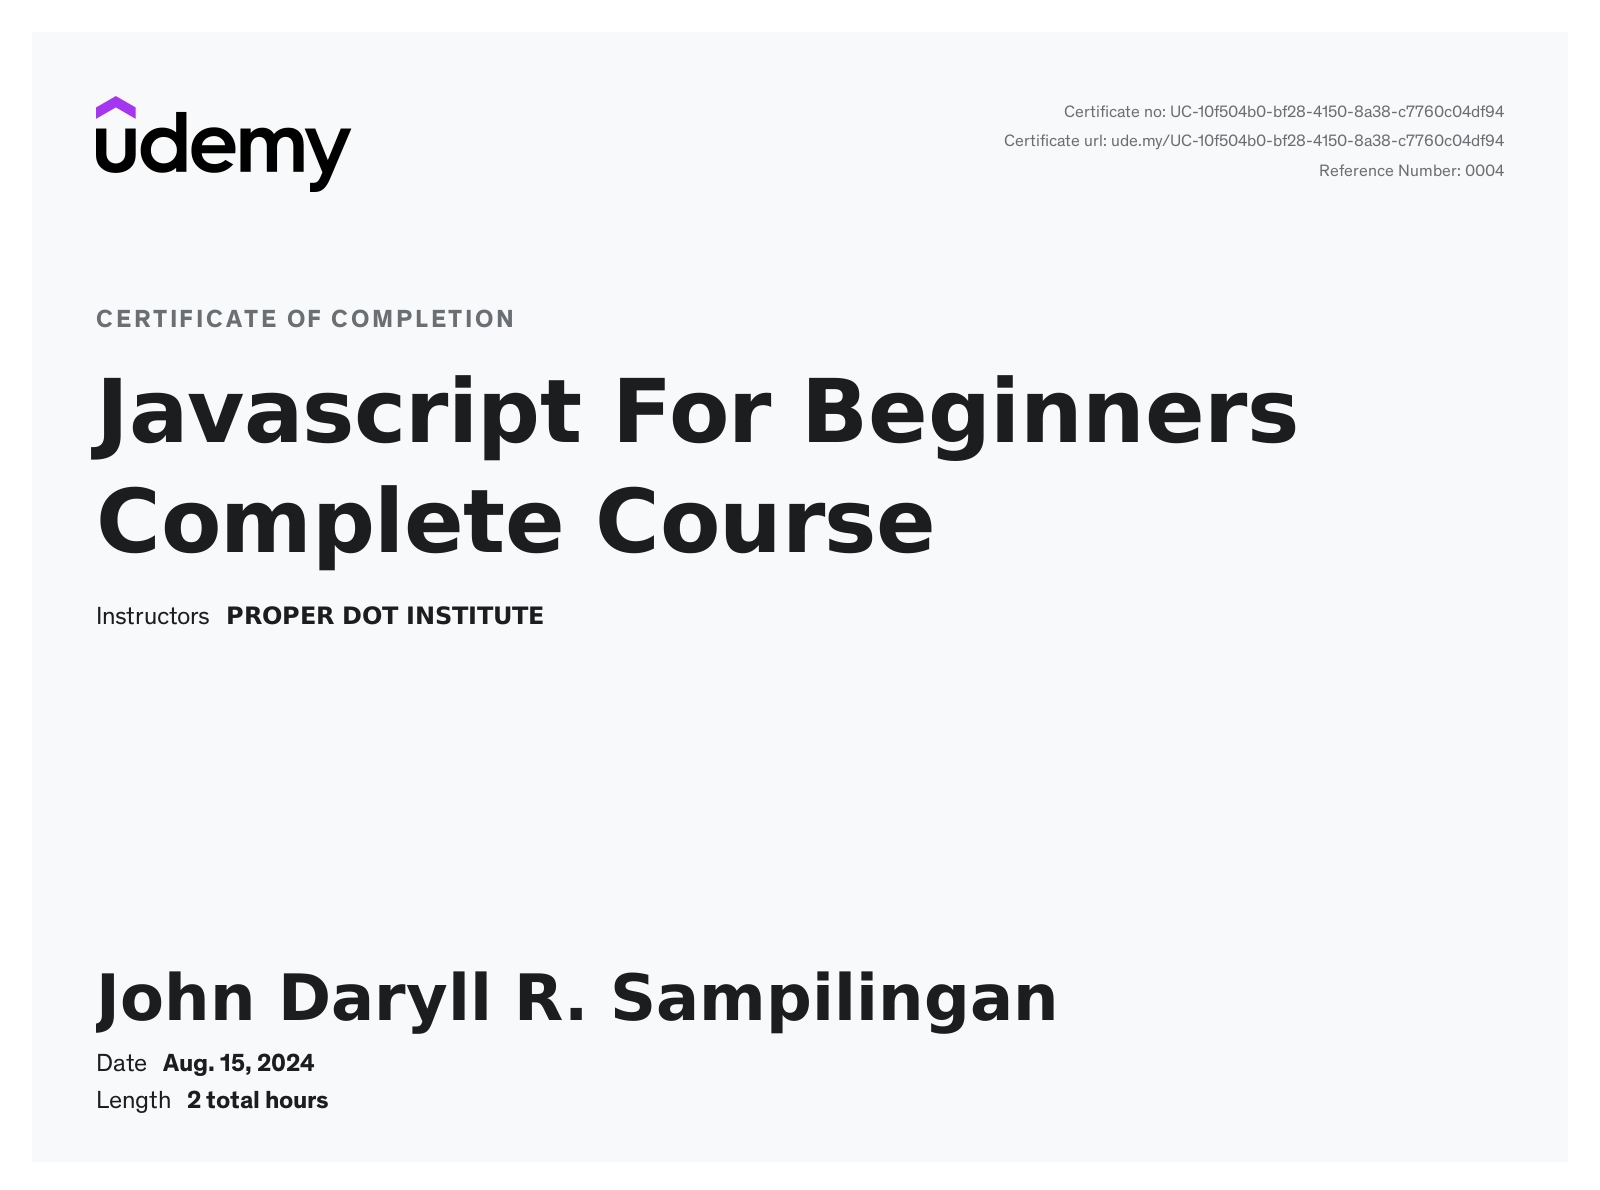 udemy
Certificate no: UC-10f504b0-bf28-4150-8a38-c7760c04df94
Certificate url: ude.my/UC-10f504b0-bf28-4150-8a38-c7760c04df94
Reference Number: 0004
CERTIFICATE OF COMPLETION
Javascript For Beginners
Complete Course
Instructors PROPER DOT INSTITUTE
John Daryll R. Sampilingan
Date Aug. 15, 2024
Length 2 total hours